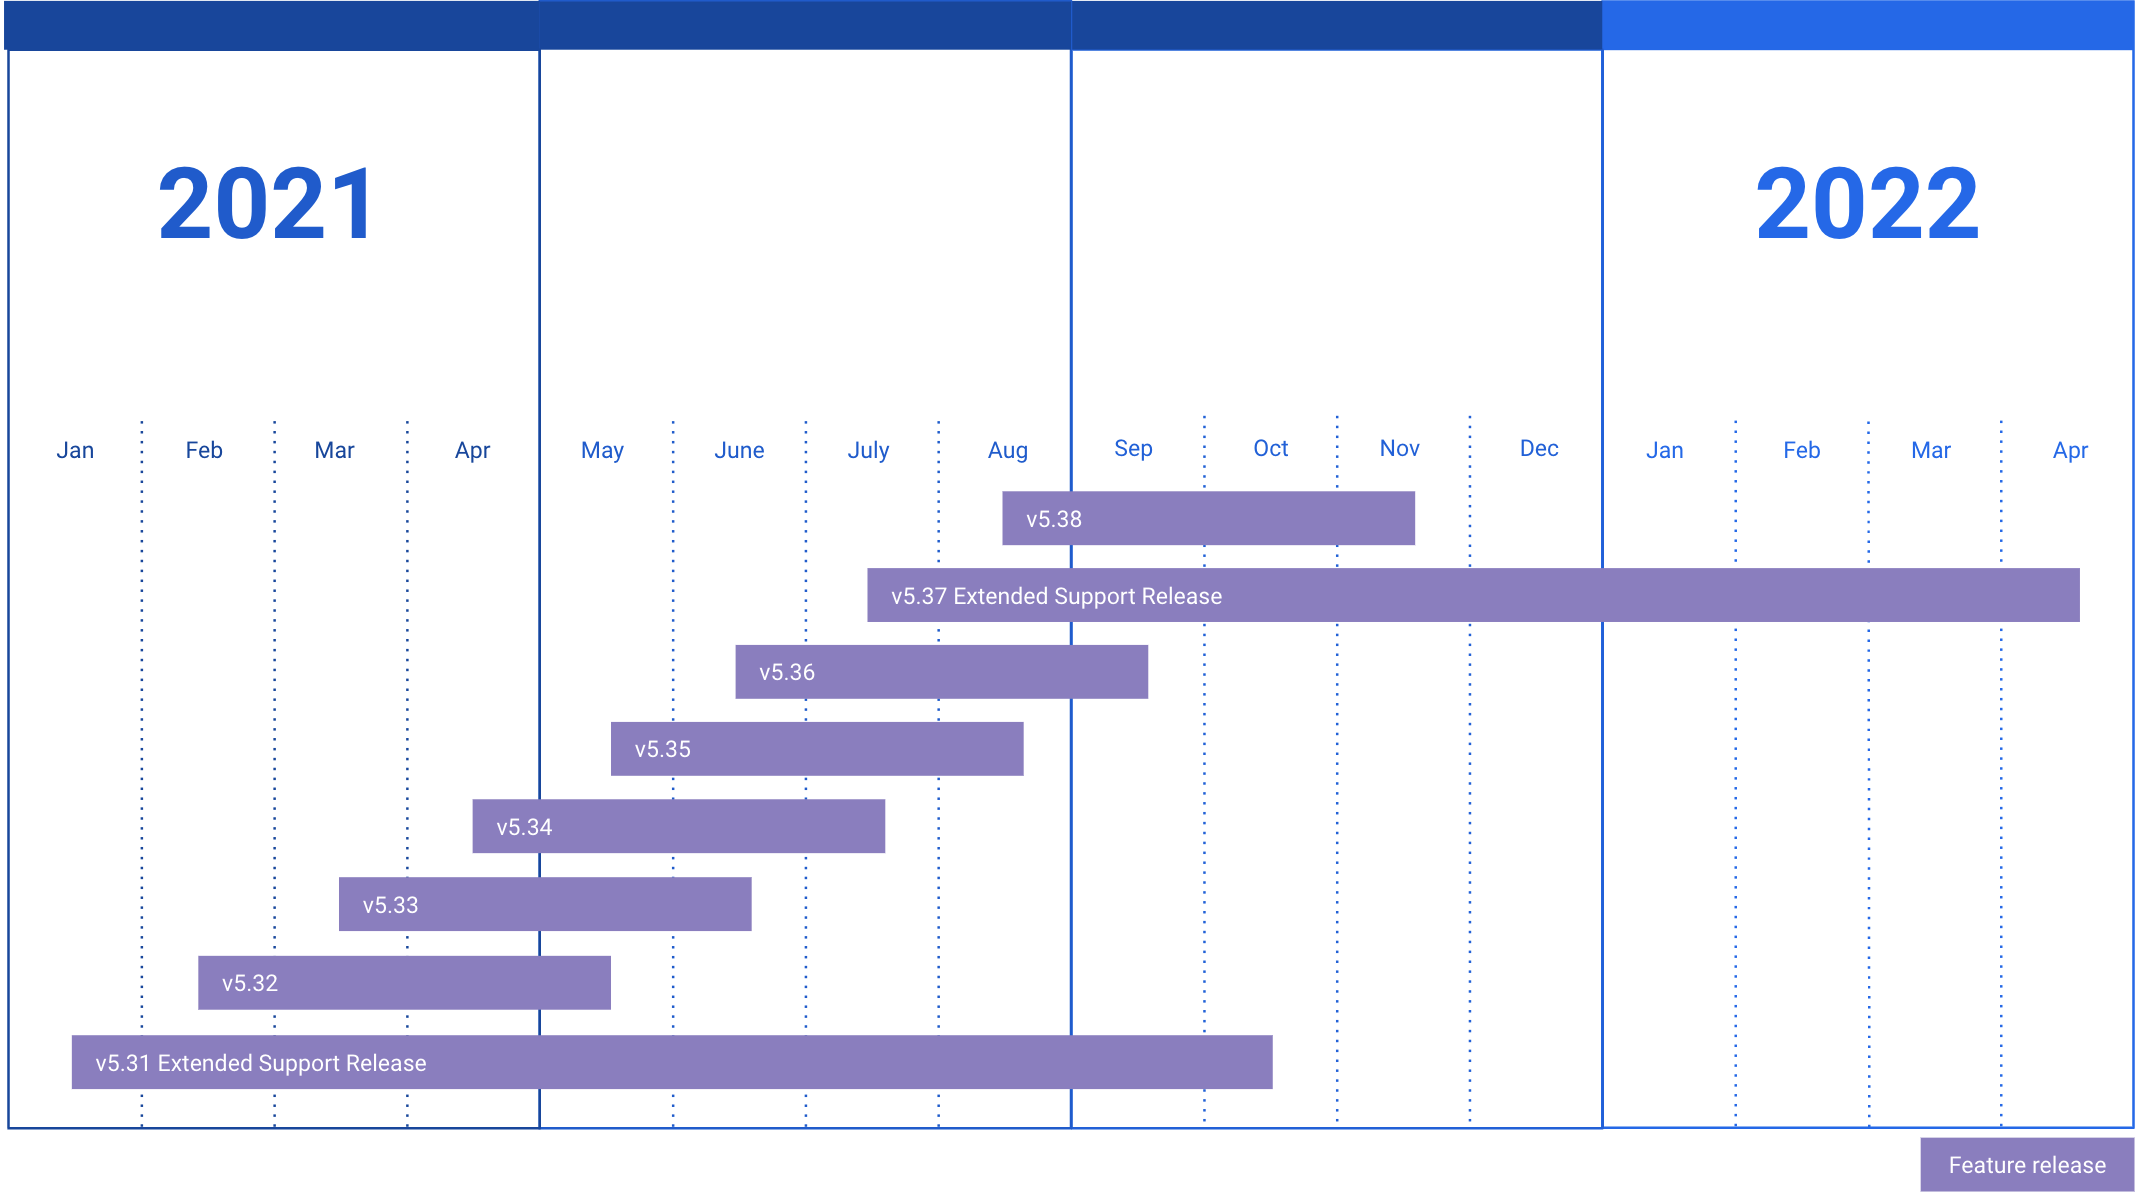 2021
2022
Jan Feb Mar Apr May June July Aug Sep Oct Nov Dec Jan Feb Mar Apr
v5.38
v5.37 Extended Support Release
v5.36
v5.35
v5.34
v5.33
v5.32
v5.31 Extended Support Release
Feature release